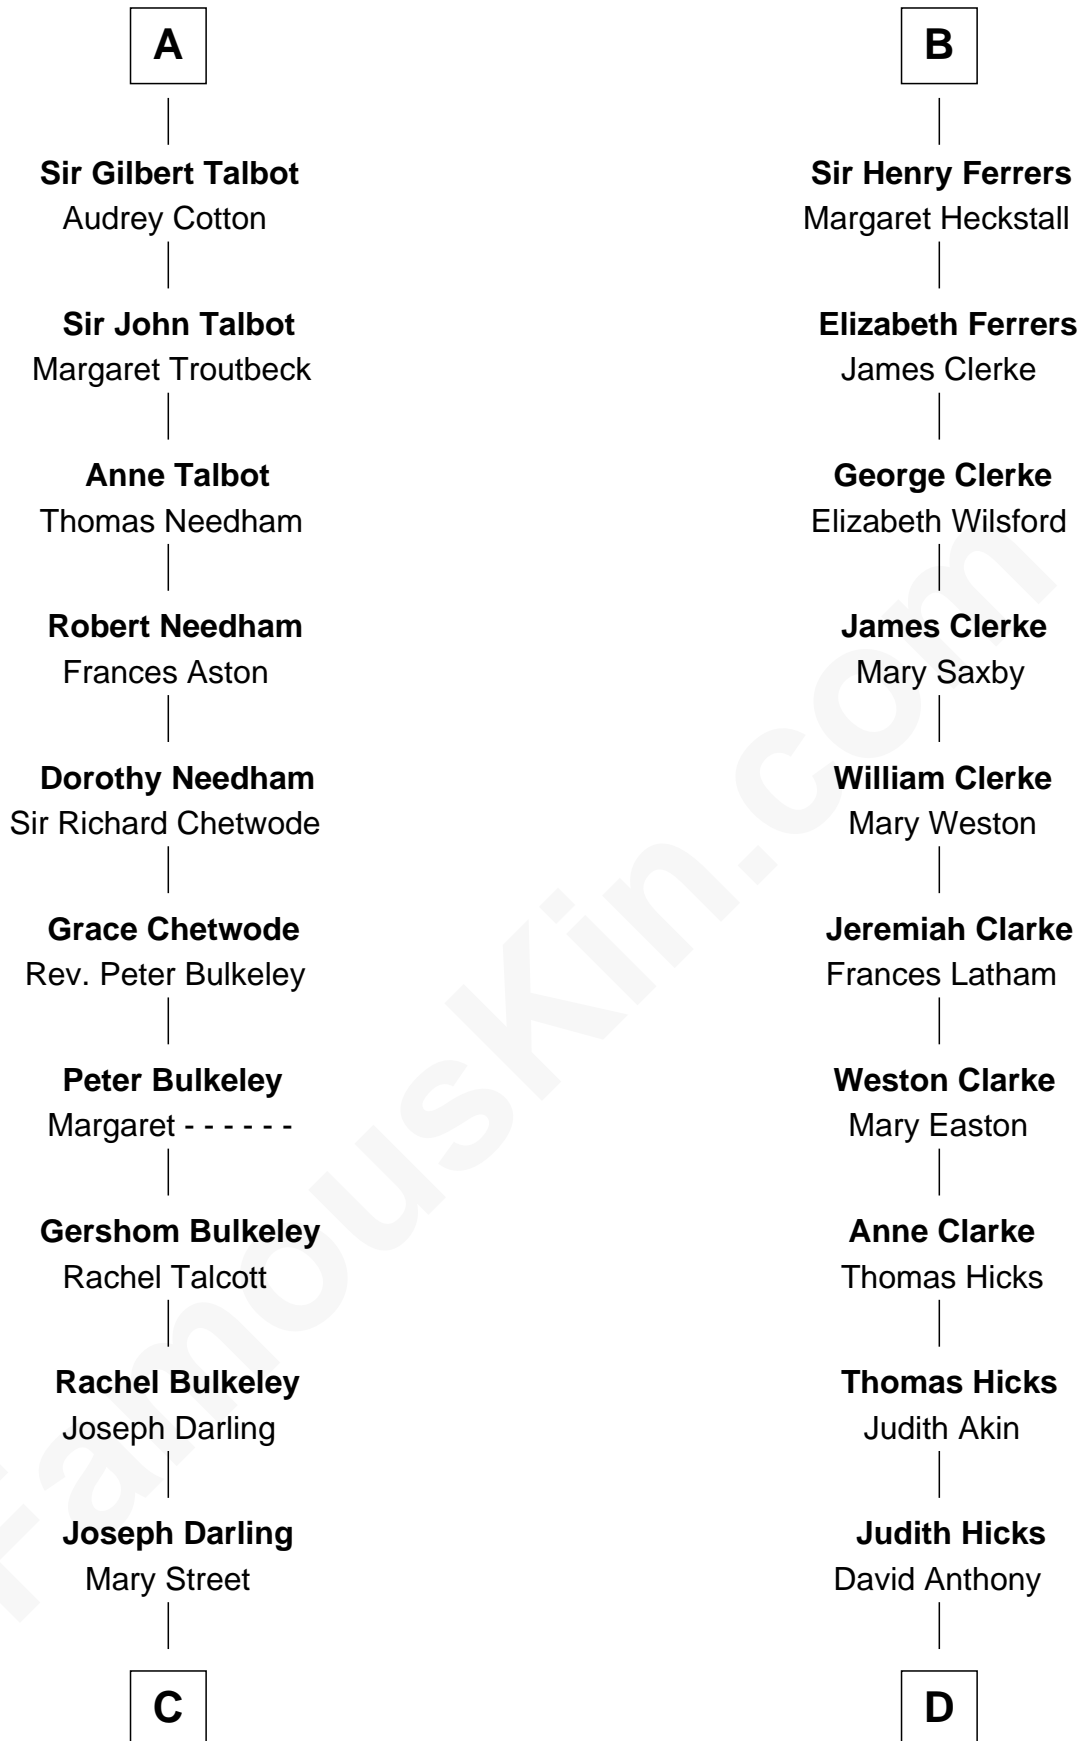 A
Sir Gilbert Talbot
Audrey Cotton
Sir John Talbot
Margaret Troutbeck
Anne Talbot
Thomas Needham
Robert Needham
Frances Aston
Dorothy Needham
Sir Richard Chetwode
Grace Chetwode
Rev. Peter Bulkeley
Peter Bulkeley
Margaret - - - - - -
Gershom Bulkeley
Rachel Talcott
Rachel Bulkeley
Joseph Darling
Joseph Darling
Mary Street
C
B
Sir Henry Ferrers
Margaret Heckstall
Elizabeth Ferrers
James Clerke
George Clerke
Elizabeth Wilsford
James Clerke
Mary Saxby
William Clerke
Mary Weston
Jeremiah Clarke
Frances Latham
Weston Clarke
Mary Easton
Anne Clarke
Thomas Hicks
Thomas Hicks
Judith Akin
Judith Hicks
David Anthony
D
FamousKin.com